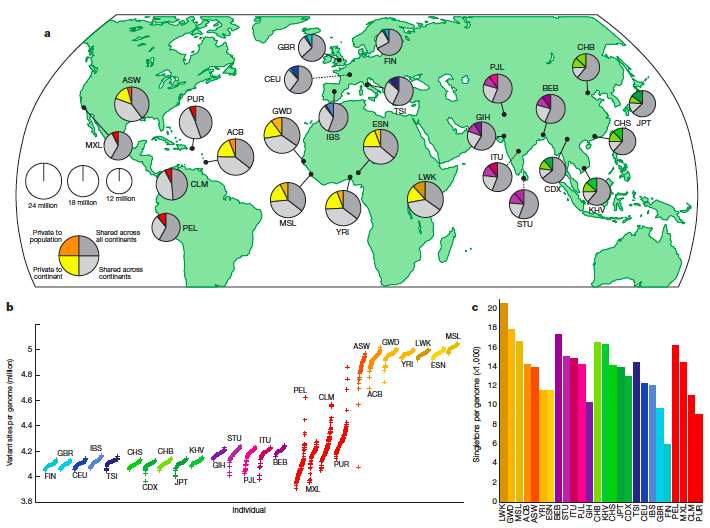 a
GBR
FIN
CHB
CEU
PJL
ASW
PUR
TSI
BEB
GWD
IBS
ESN
GIH
CHS
JPT
MXL
ACB
ITU
CDX
LWK
CLM
24 million
18 million
12 million
MSL
YRI
STU
KHV
PEL
Private to
population
Shared across
all continents
Private to
continent
Shared across
continents
b
Variant sites per genome (million)
5
4.8
4.6
4.4
4.2
4
3.8
FIN
GBR
CEU
IBS
TSI
CHS
CDX
CHB
JPT
KHV
GIH
STU
PJL
ITU
BEB
PEL
MXL
CLM
PUR
ASW
ACB
GWD
YRI
LWK
ESN
MSL
Individual
c
Singletons per genome (×1,000)
20
18
16
14
12
10
8
6
4
2
0
LWK
GWD
MSL
ACB
ASW
YRI
ESN
BEB
STU
ITU
PJL
GIH
CHB
KHV
CHS
JPT
CDX
TSI
CEU
IBS
GBR
FIN
PEL
MXL
CLM
PUR